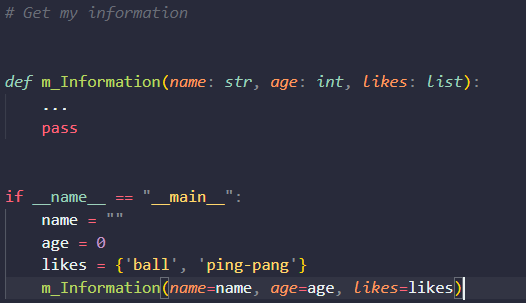 # Get my information
def m_Information(name: str, age: int, likes: list):
...
pass
if __name__ == "__main__":
name = ""
age = 0
likes = {'ball', 'ping-pang'}
m_Information(name=name, age=age, likes=likes)